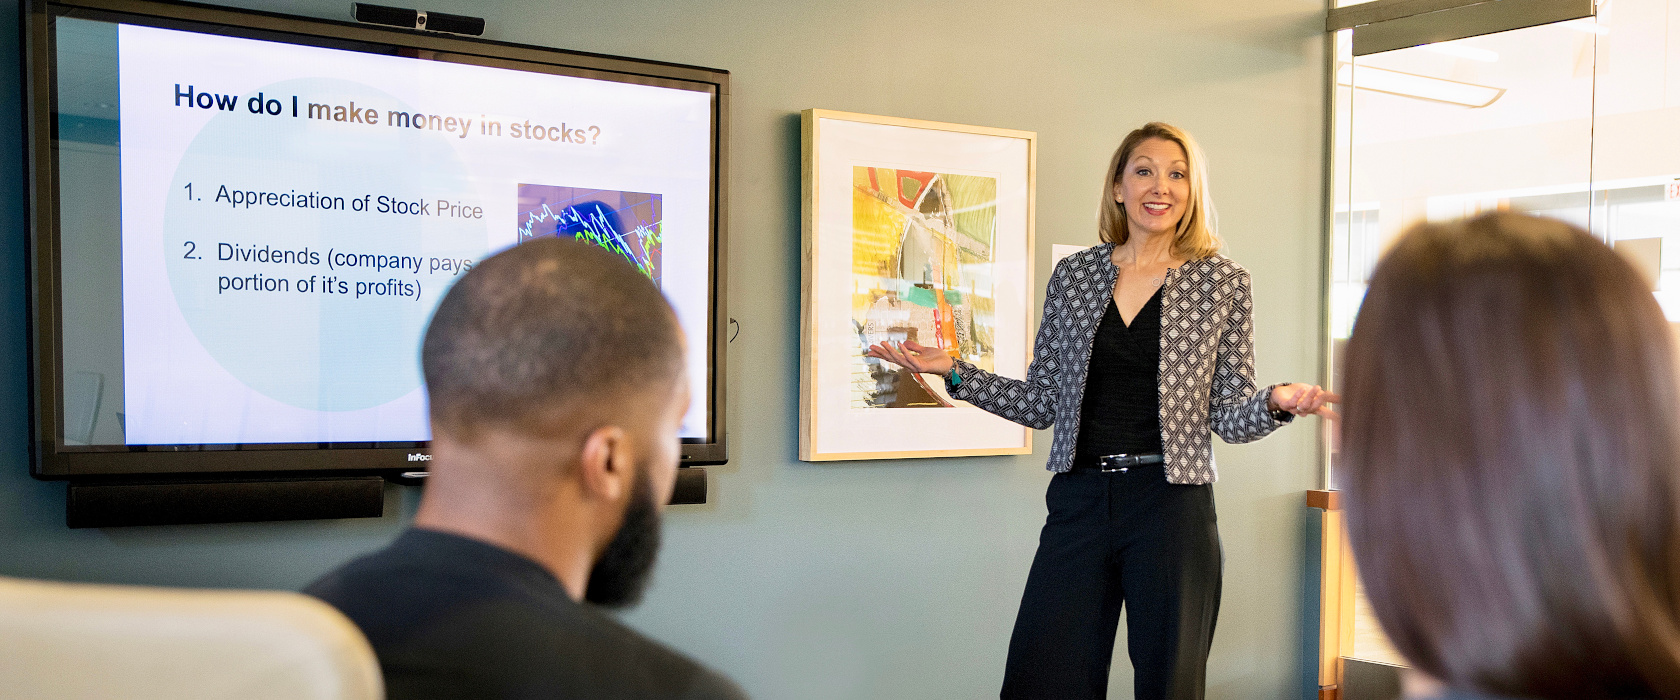 How do I make money in stocks?
1. Appreciation of Stock Price
2. Dividends (company pays
portion of it's profits)
InFocus